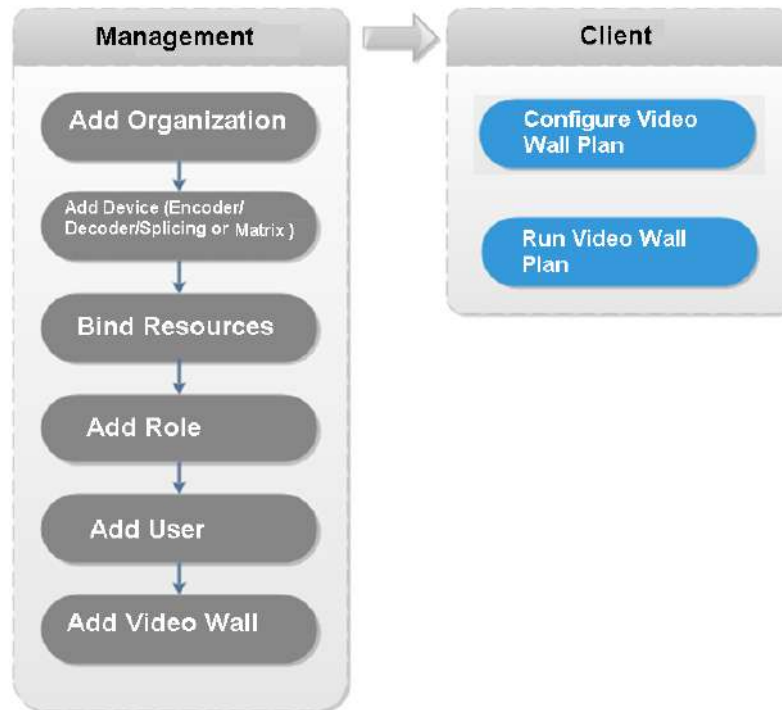 Management
Add Organization
Add Device (Encoder/
Decoder/Splicing or Matrix )
Bind Resources
Add Role
Add User
Add Video Wall
Client
Configure Video
Wall Plan
Run Video Wall
Plan